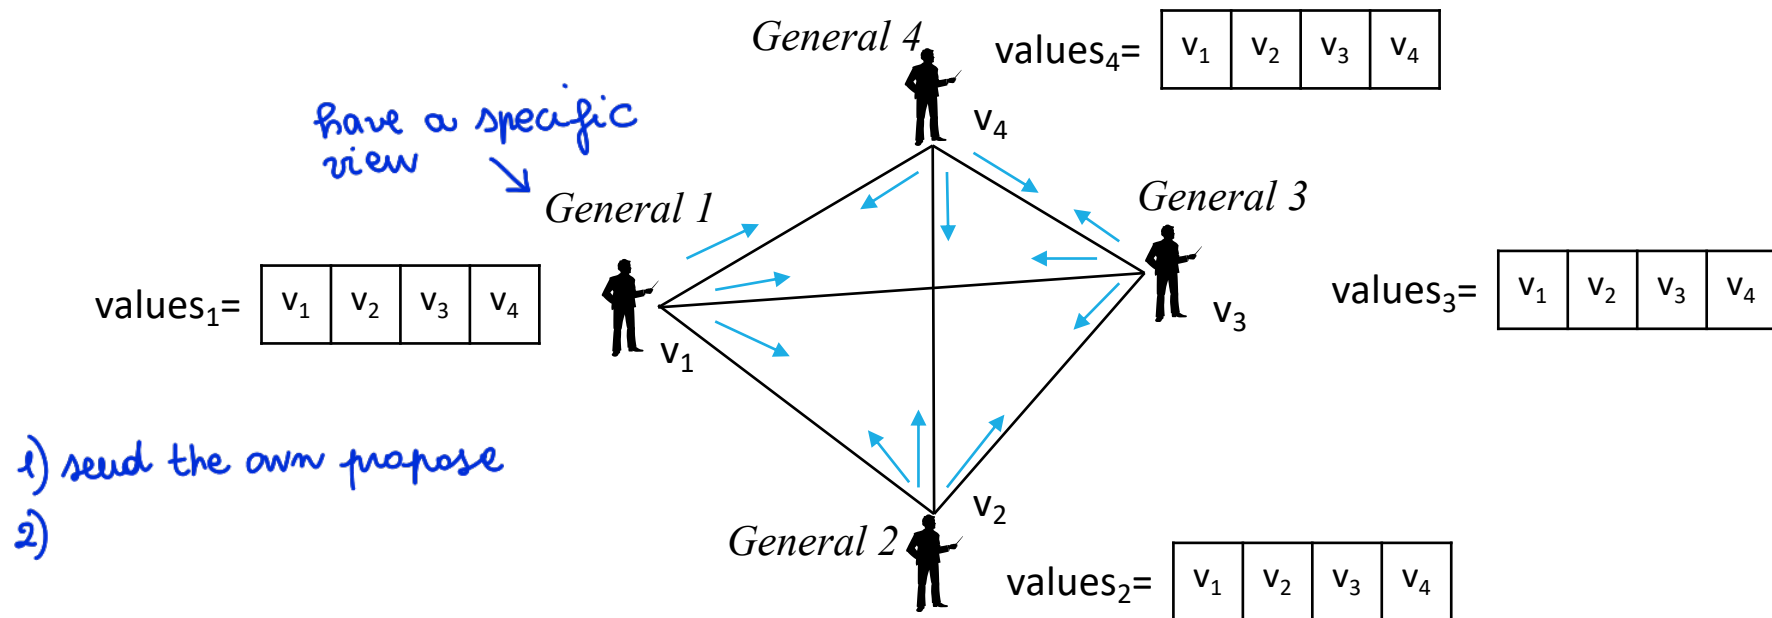 General 4
values₄= v₁ v₂ v₃ v₄
have a specific
view
v₄
General 1
General 3
values₁= v₁ v₂ v₃ v₄
v₁
v₃
values₃= v₁ v₂ v₃ v₄
1) send the own propose
2)
v₂
General 2
values₂= v₁ v₂ v₃ v₄